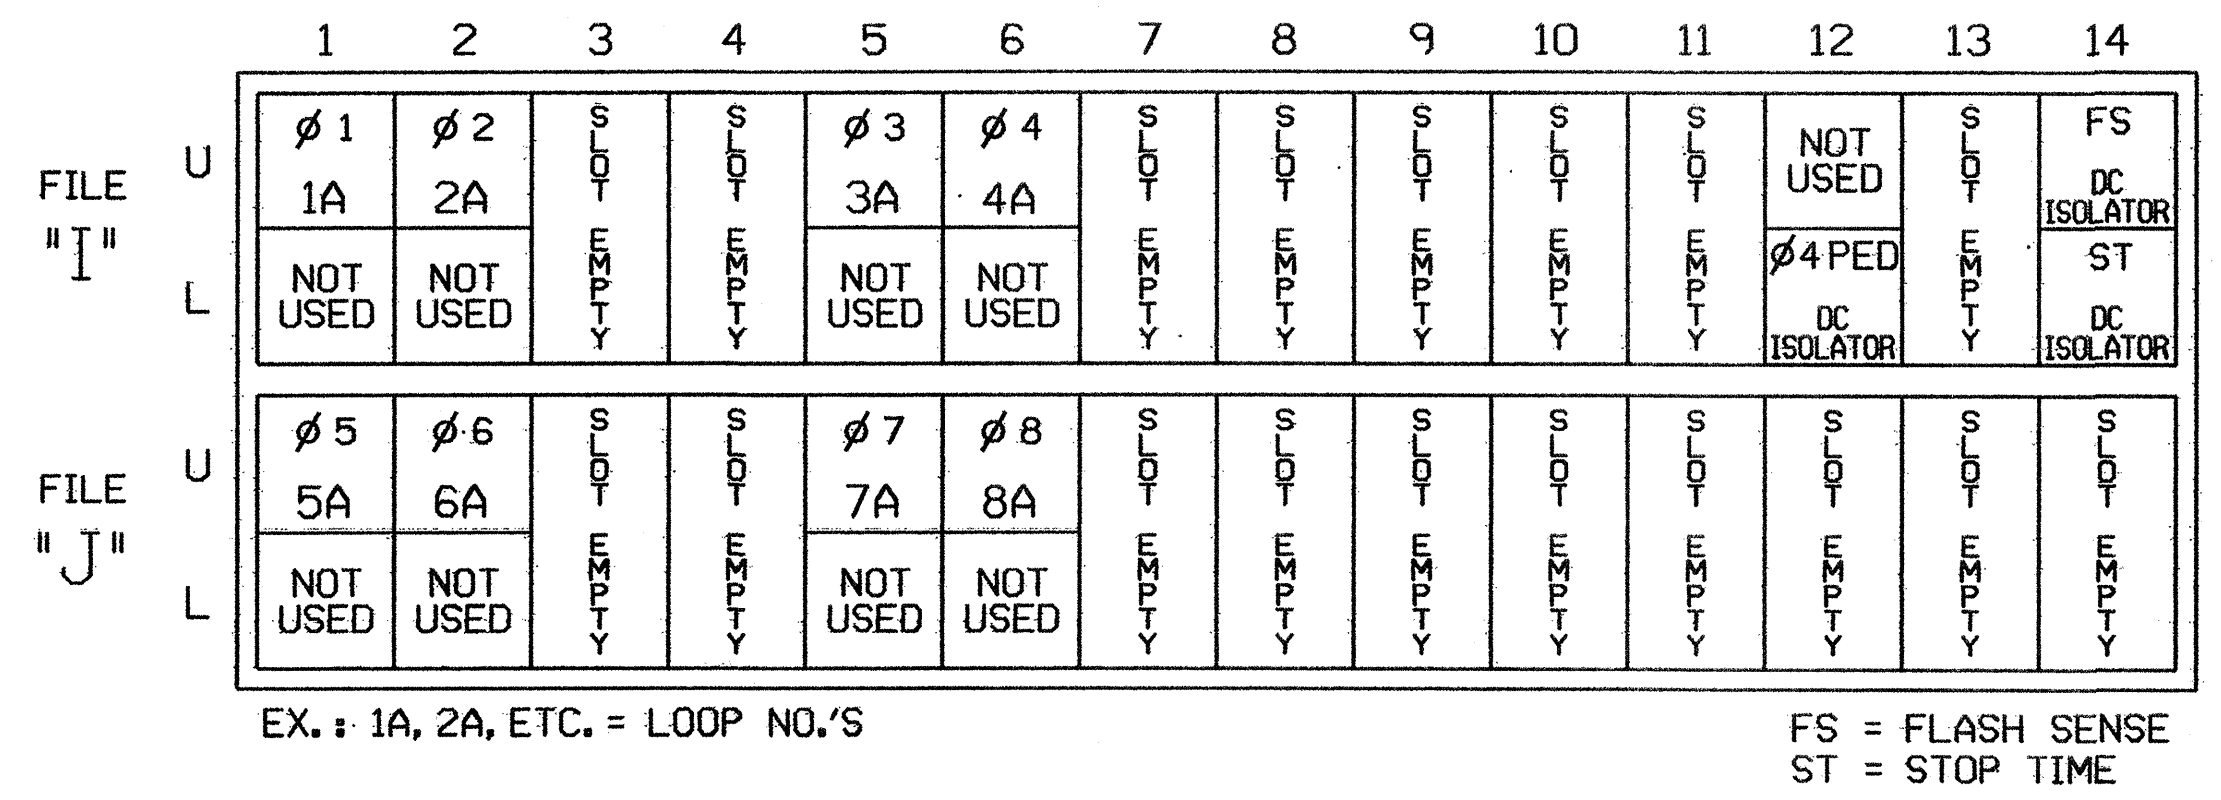 1 2 3 4 5 6 7 8 9 10 11 12 13 14
FILE "I"
U
L
Ø 1 1A
NOT USED
Ø 2 2A
NOT USED
SLOT EMPTY
SLOT EMPTY
Ø 3 3A
NOT USED
Ø 4 4A
NOT USED
SLOT EMPTY
SLOT EMPTY
SLOT EMPTY
SLOT EMPTY
SLOT EMPTY
NOT USED
Ø4 PED DC ISOLATOR
SLOT EMPTY
FS DC ISOLATOR
ST DC ISOLATOR
FILE "J"
U
L
Ø 5 5A
NOT USED
Ø 6 6A
NOT USED
SLOT EMPTY
SLOT EMPTY
Ø 7 7A
NOT USED
Ø 8 8A
NOT USED
SLOT EMPTY
SLOT EMPTY
SLOT EMPTY
SLOT EMPTY
SLOT EMPTY
SLOT EMPTY
SLOT EMPTY
SLOT EMPTY
EX.: 1A, 2A, ETC. = LOOP NO.'S
FS = FLASH SENSE
ST = STOP TIME